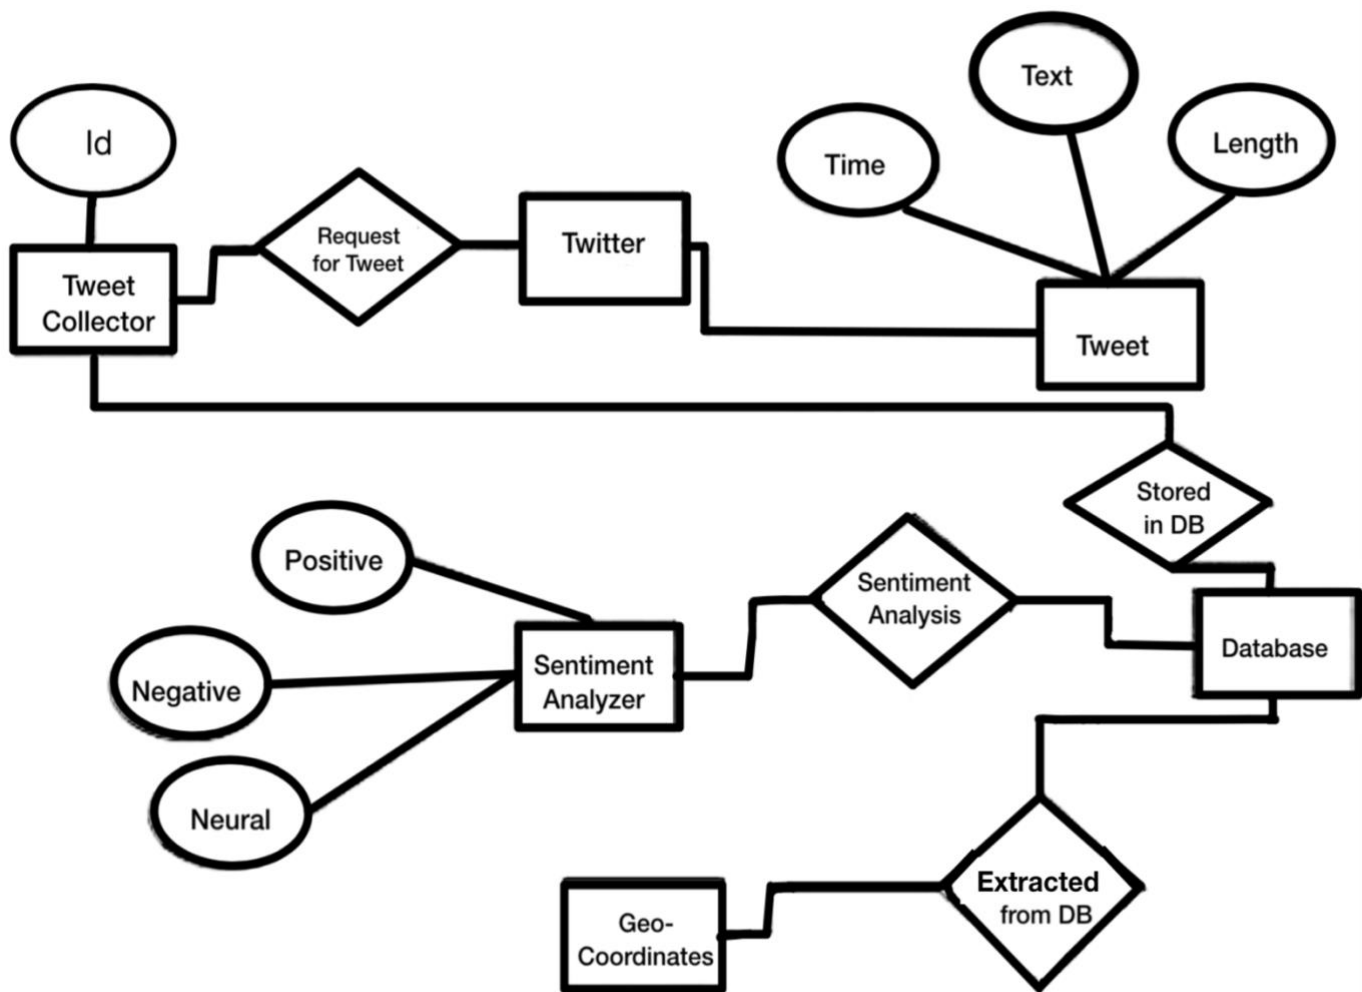 Id
Request
for Tweet
Tweet
Collector
Twitter
Time
Text
Length
Tweet
Stored
in DB
Positive
Negative
Neural
Sentiment
Analyzer
Sentiment
Analysis
Database
Extracted
from DB
Geo-
Coordinates